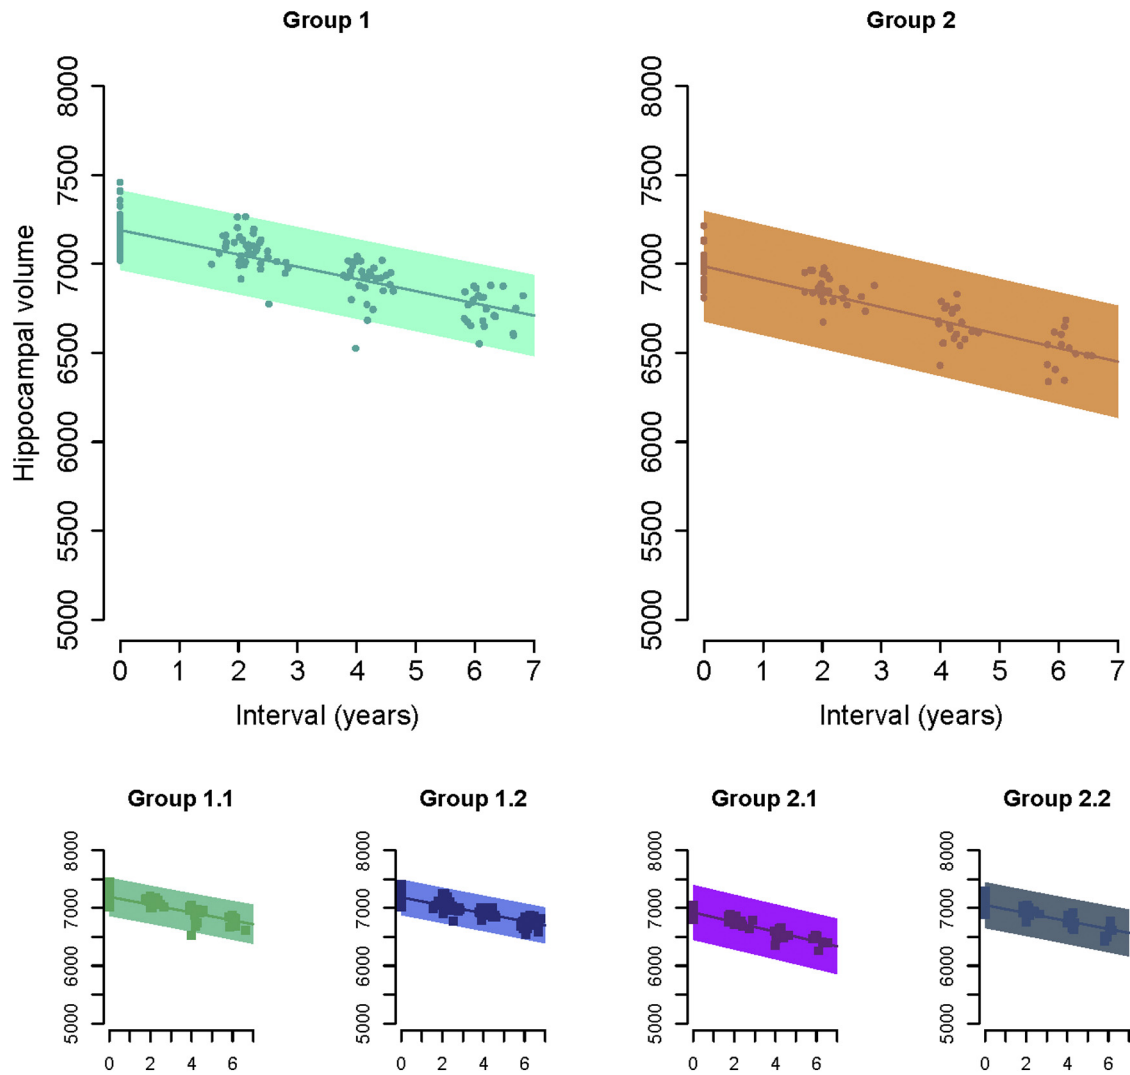 Group 1
Group 2
Hippocampal volume
8000
7500
7000
6500
6000
5500
5000
0 1 2 3 4 5 6 7
Interval (years)
8000
7500
7000
6500
6000
5500
5000
0 1 2 3 4 5 6 7
Interval (years)
Group 1.1
Group 1.2
Group 2.1
Group 2.2
8000
7000
6000
5000
0 2 4 6
8000
7000
6000
5000
0 2 4 6
8000
7000
6000
5000
0 2 4 6
8000
7000
6000
5000
0 2 4 6